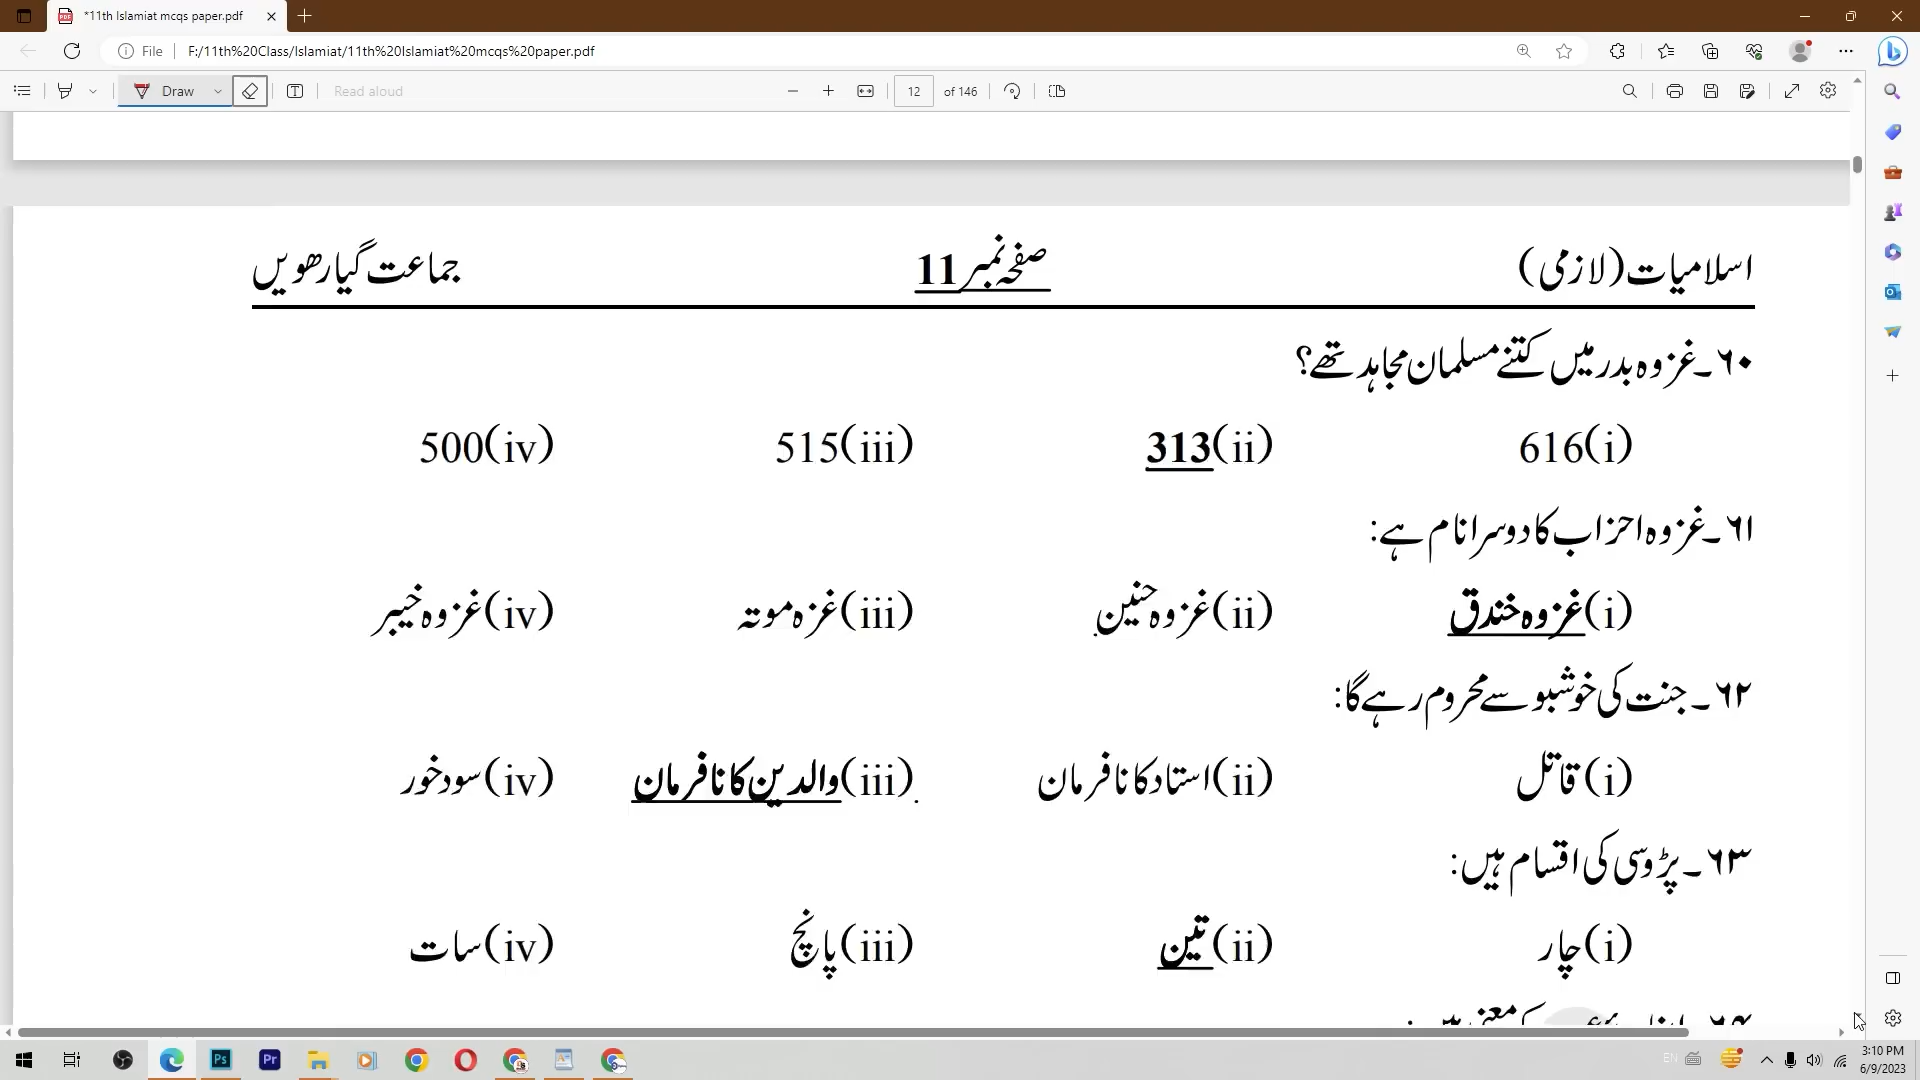 *11th Islamiat mcqs paper.pdf
File F:/11th%20Class/Islamiat/11th%20Islamiat%20mcqs%20paper.pdf
Draw Read aloud 12 of 146
اسلامیات(لازمی) صفحہ نمبر 11 جماعت گیارھویں
۶۰۔غزوہ بدر میں کتنے مسلمان مجاہد تھے؟
(i)616 (ii)313 (iii)515 (iv)500
۶۱۔غزوہ احزاب کا دوسرا نام ہے:
(i)غزوہ خندق (ii)غزوہ حنین (iii)غزہ موتہ (iv)غزوہ خیبر
۶۲۔جنت کی خوشبو سے محروم رہے گا:
(i)قاتل (ii)استاد کا نافرمان (iii)والدین کا نافرمان (iv)سود خور
۶۳۔پڑوسی کی اقسام ہیں:
(i)چار (ii)تین (iii)پانچ (iv)سات
EN 3:10 PM
6/9/2023